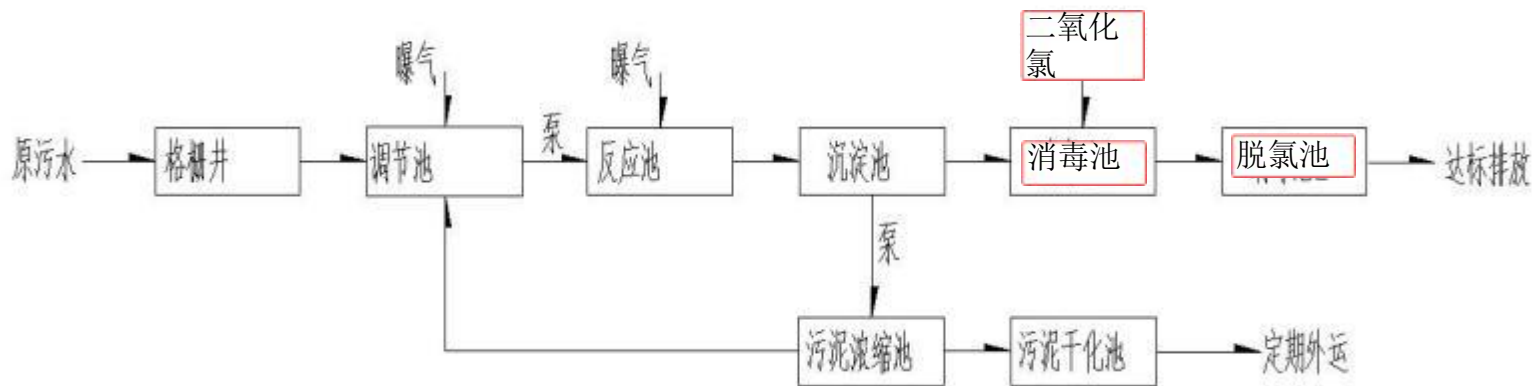 二氧化
氯
曝气
曝气
原污水
格栅井
调节池
泵
反应池
沉淀池
消毒池
脱氯池
达标排放
泵
污泥浓缩池
污泥干化池
定期外运